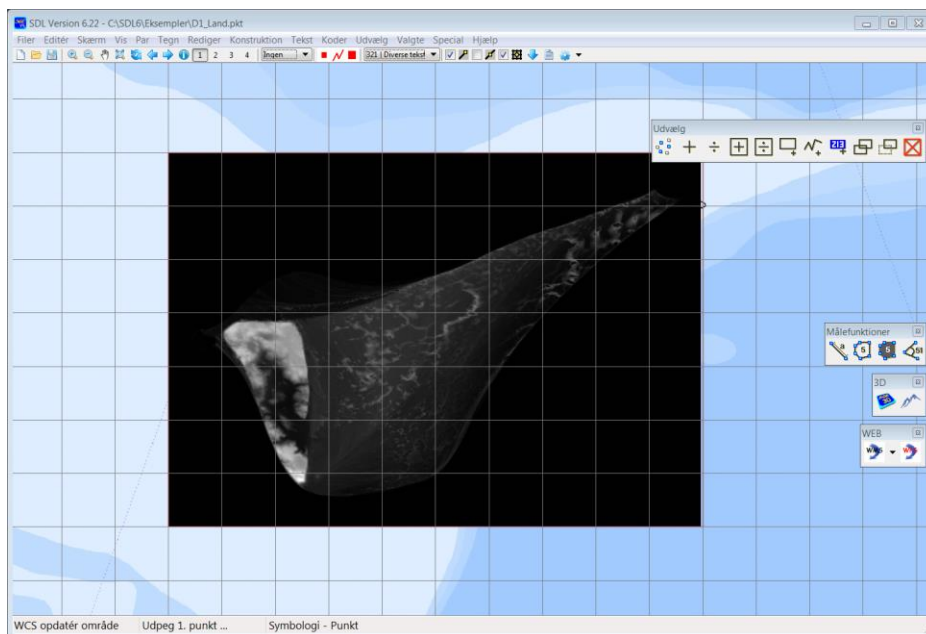 SDL Version 6.22 - C:\SDL6\Eksempler\D1_Land.pkt
Filer Editér Skærm Vis Par Tegn Rediger Konstruktion Tekst Koder Udvælg Valgte Special Hjælp
1 2 3 4 Ingen 321 | Diverse tekst
Udvælg
Målefunktioner
3D
WEB
WCS opdatér område Udpeg 1. punkt ... Symbologi - Punkt